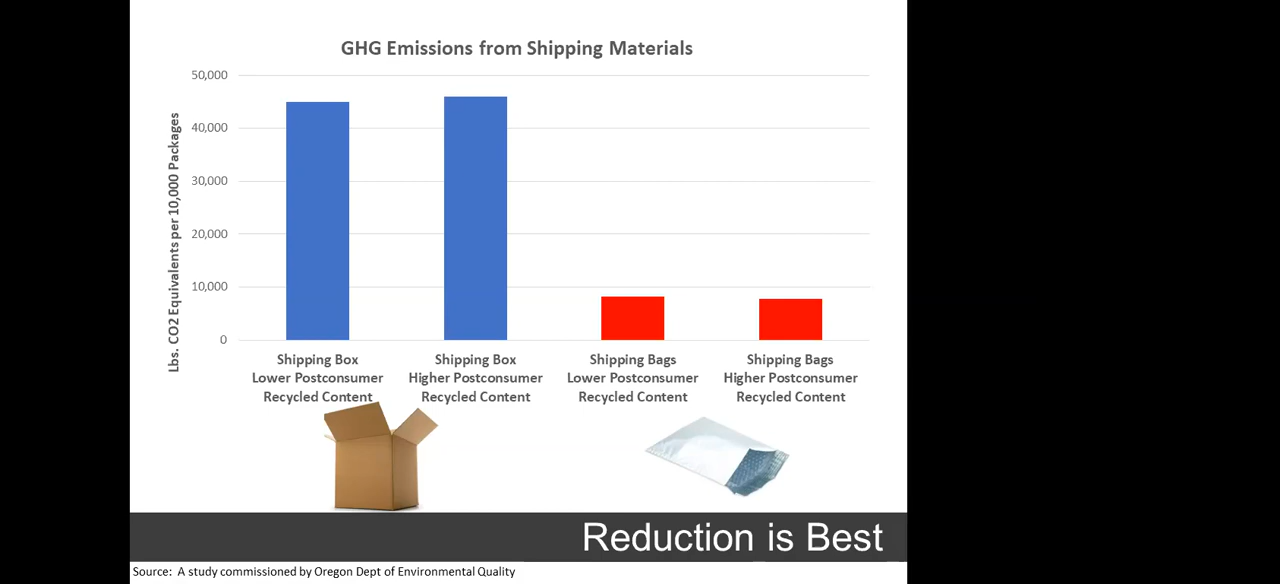 GHG Emissions from Shipping Materials
50,000
40,000
30,000
20,000
10,000
0
Lbs. CO2 Equivalents per 10,000 Packages
Shipping Box
Lower Postconsumer
Recycled Content
Shipping Box
Higher Postconsumer
Recycled Content
Shipping Bags
Lower Postconsumer
Recycled Content
Shipping Bags
Higher Postconsumer
Recycled Content
Reduction is Best
Source: A study commissioned by Oregon Dept of Environmental Quality